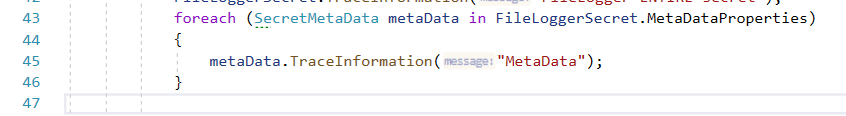 43 foreach (SecretMetaData metaData in FileLoggerSecret.MetaDataProperties)
44 {
45 metaData.TraceInformation(message:"MetaData");
46 }
47